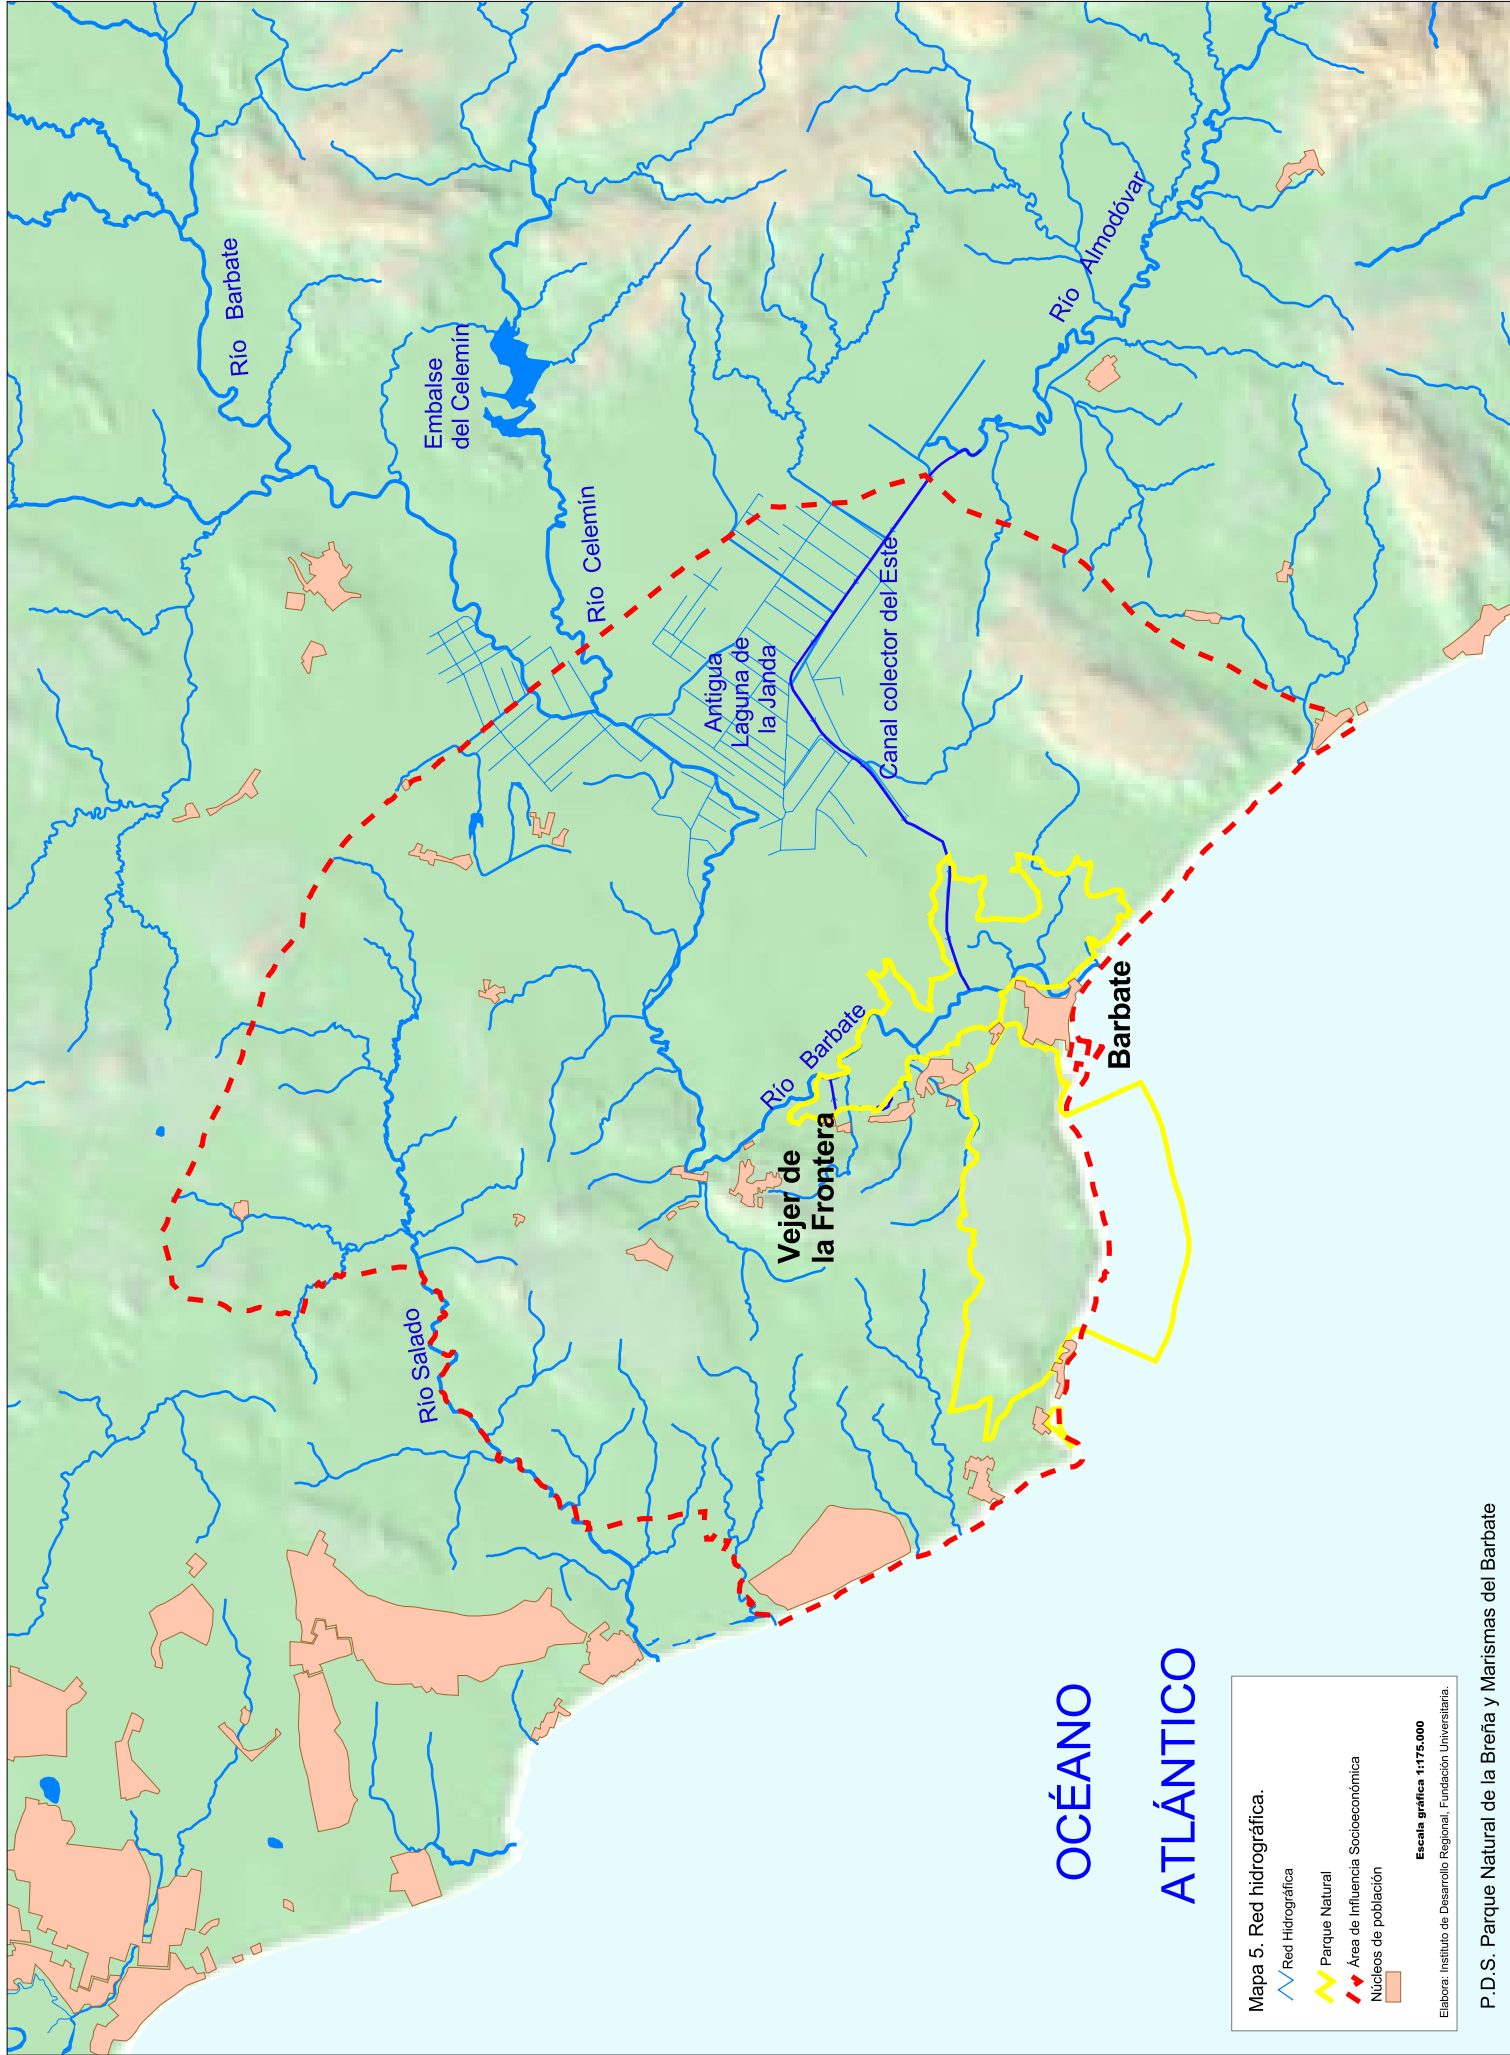 Río Barbate
Embalse
del Celemín
Río Celemín
Río Almodóvar
Antigua
Laguna de
la Janda
Canal colector del Este
Río Salado
Río Barbate
Vejer de
la Frontera
Barbate
OCÉANO
ATLÁNTICO
Mapa 5. Red hidrográfica.
Red Hidrográfica
Parque Natural
Área de Influencia Socioeconómica
Núcleos de población
Escala gráfica 1:175.000
Elabora: Instituto de Desarrollo Regional, Fundación Universitaria.
P.D.S. Parque Natural de la Breña y Marismas del Barbate